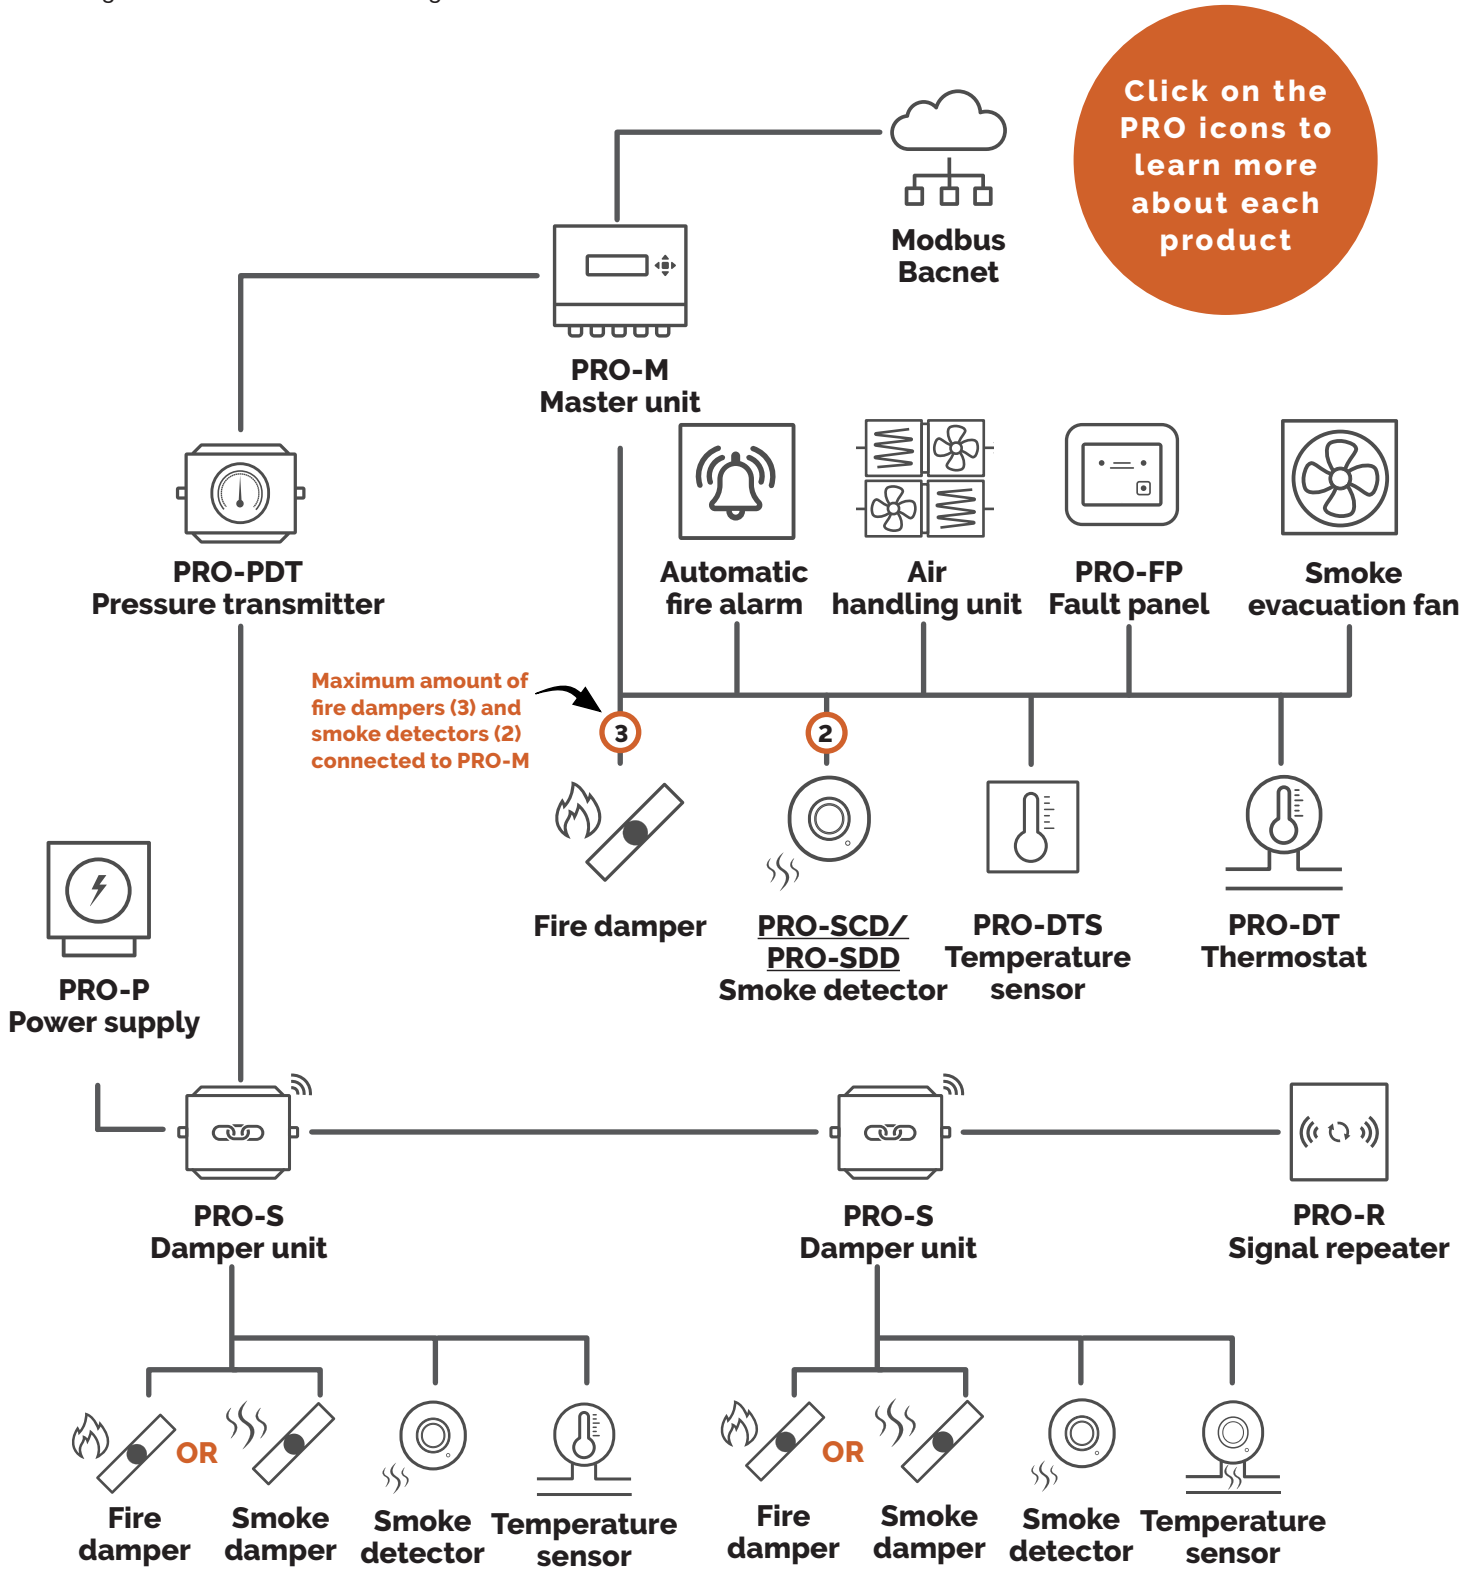 Click on the
PRO icons to
learn more
about each
product
Modbus
Bacnet
PRO-M
Master unit
PRO-PDT
Pressure transmitter
Automatic
fire alarm
Air
handling unit
PRO-FP
Fault panel
Smoke
evacuation fan
Maximum amount of
fire dampers (3) and
smoke detectors (2)
connected to PRO-M
3
2
Fire damper
PRO-SCD/
PRO-SDD
Smoke detector
PRO-DTS
Temperature
sensor
PRO-DT
Thermostat
PRO-P
Power supply
PRO-S
Damper unit
PRO-S
Damper unit
PRO-R
Signal repeater
OR
OR
Fire
damper
Smoke
damper
Smoke
detector
Temperature
sensor
Fire
damper
Smoke
damper
Smoke
detector
Temperature
sensor